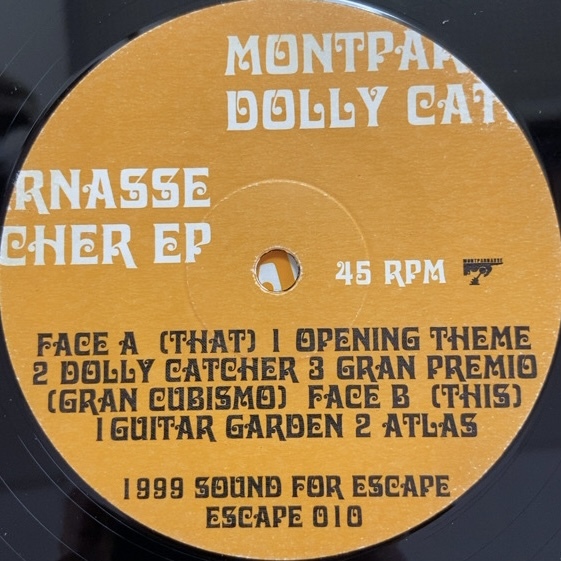 MONTPAR
DOLLY CAT
RNASSE
CHER EP
45 RPM
MONTPARNASSE
FACE A (THAT) 1 OPENING THEME
2 DOLLY CATCHER 3 GRAN PREMIO
(GRAN CUBISMO) FACE B (THIS)
1 GUITAR GARDEN 2 ATLAS
1999 SOUND FOR ESCAPE
ESCAPE 010